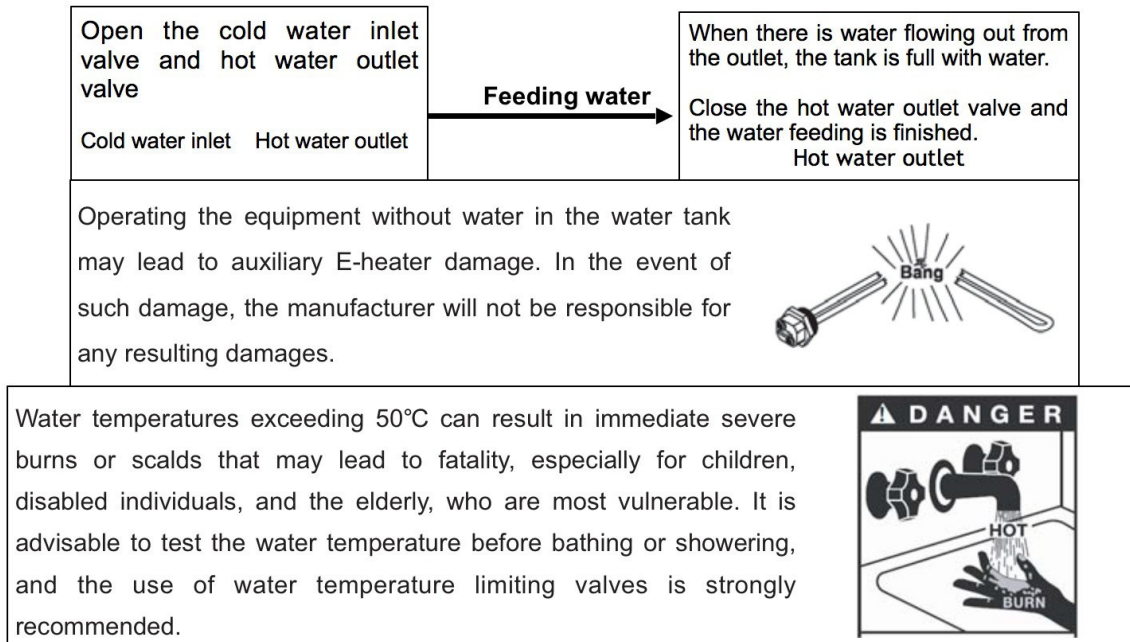 Open the cold water inlet
valve and hot water outlet
valve
Cold water inlet Hot water outlet
Feeding water
When there is water flowing out from
the outlet, the tank is full with water.
Close the hot water outlet valve and
the water feeding is finished.
Hot water outlet
Operating the equipment without water in the water tank
may lead to auxiliary E-heater damage. In the event of
such damage, the manufacturer will not be responsible for
any resulting damages.
Bang
Water temperatures exceeding 50℃ can result in immediate severe
burns or scalds that may lead to fatality, especially for children,
disabled individuals, and the elderly, who are most vulnerable. It is
advisable to test the water temperature before bathing or showering,
and the use of water temperature limiting valves is strongly
recommended.
DANGER
HOT
BURN